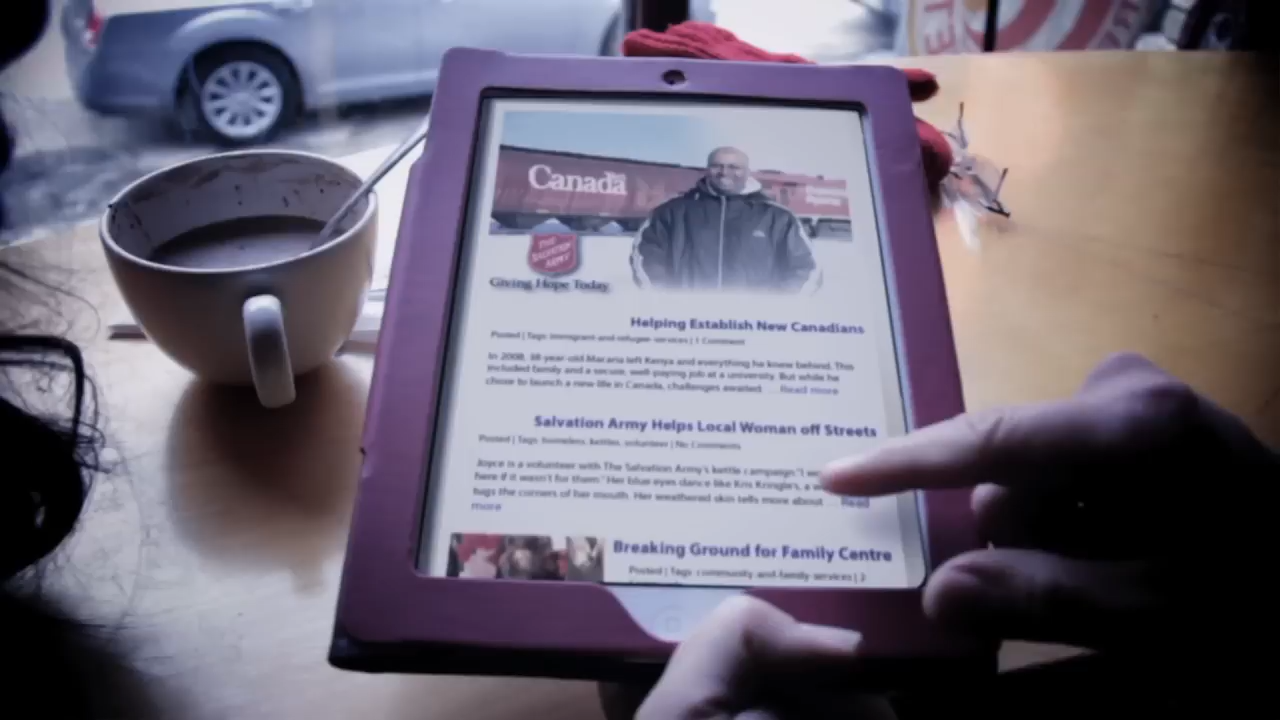 Canada
THE
SALVATION
ARMY
Giving Hope Today
Helping Establish New Canadians
Posted | Tags: immigrant and refugee services | 1 Comment
In 2008, 38-year-old Macaria left Kenya and everything he knew behind. This
included family and a secure, well-paying job at a university. But while he
chose to launch a new life in Canada, challenges awaited. ... Read more
Salvation Army Helps Local Woman off Streets
Posted | Tags: homeless, kettles, volunteer | No Comments
Joyce is a volunteer with The Salvation Army's kettle campaign. "I
here if it wasn't for them." Her blue eyes dance like Kris Kringle's, a
tugs the corners of her mouth. Her weathered skin tells more about ... Read
more
Breaking Ground for Family Centre
Posted | Tags: community and family services | 2